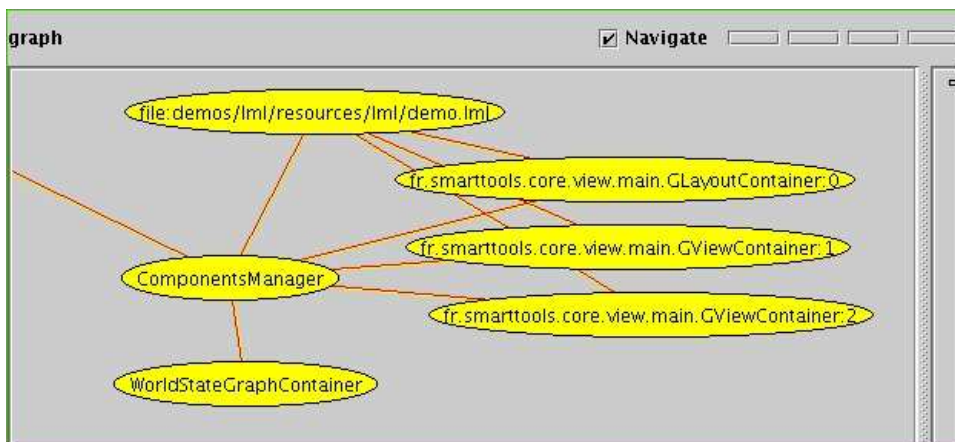 graph
Navigate
file:demos/lml/resources/lml/demo.lml
fr.smarttools.core.view.main.GLayoutContainer:0
fr.smarttools.core.view.main.GViewContainer:1
ComponentsManager
fr.smarttools.core.view.main.GViewContainer:2
WorldStateGraphContainer